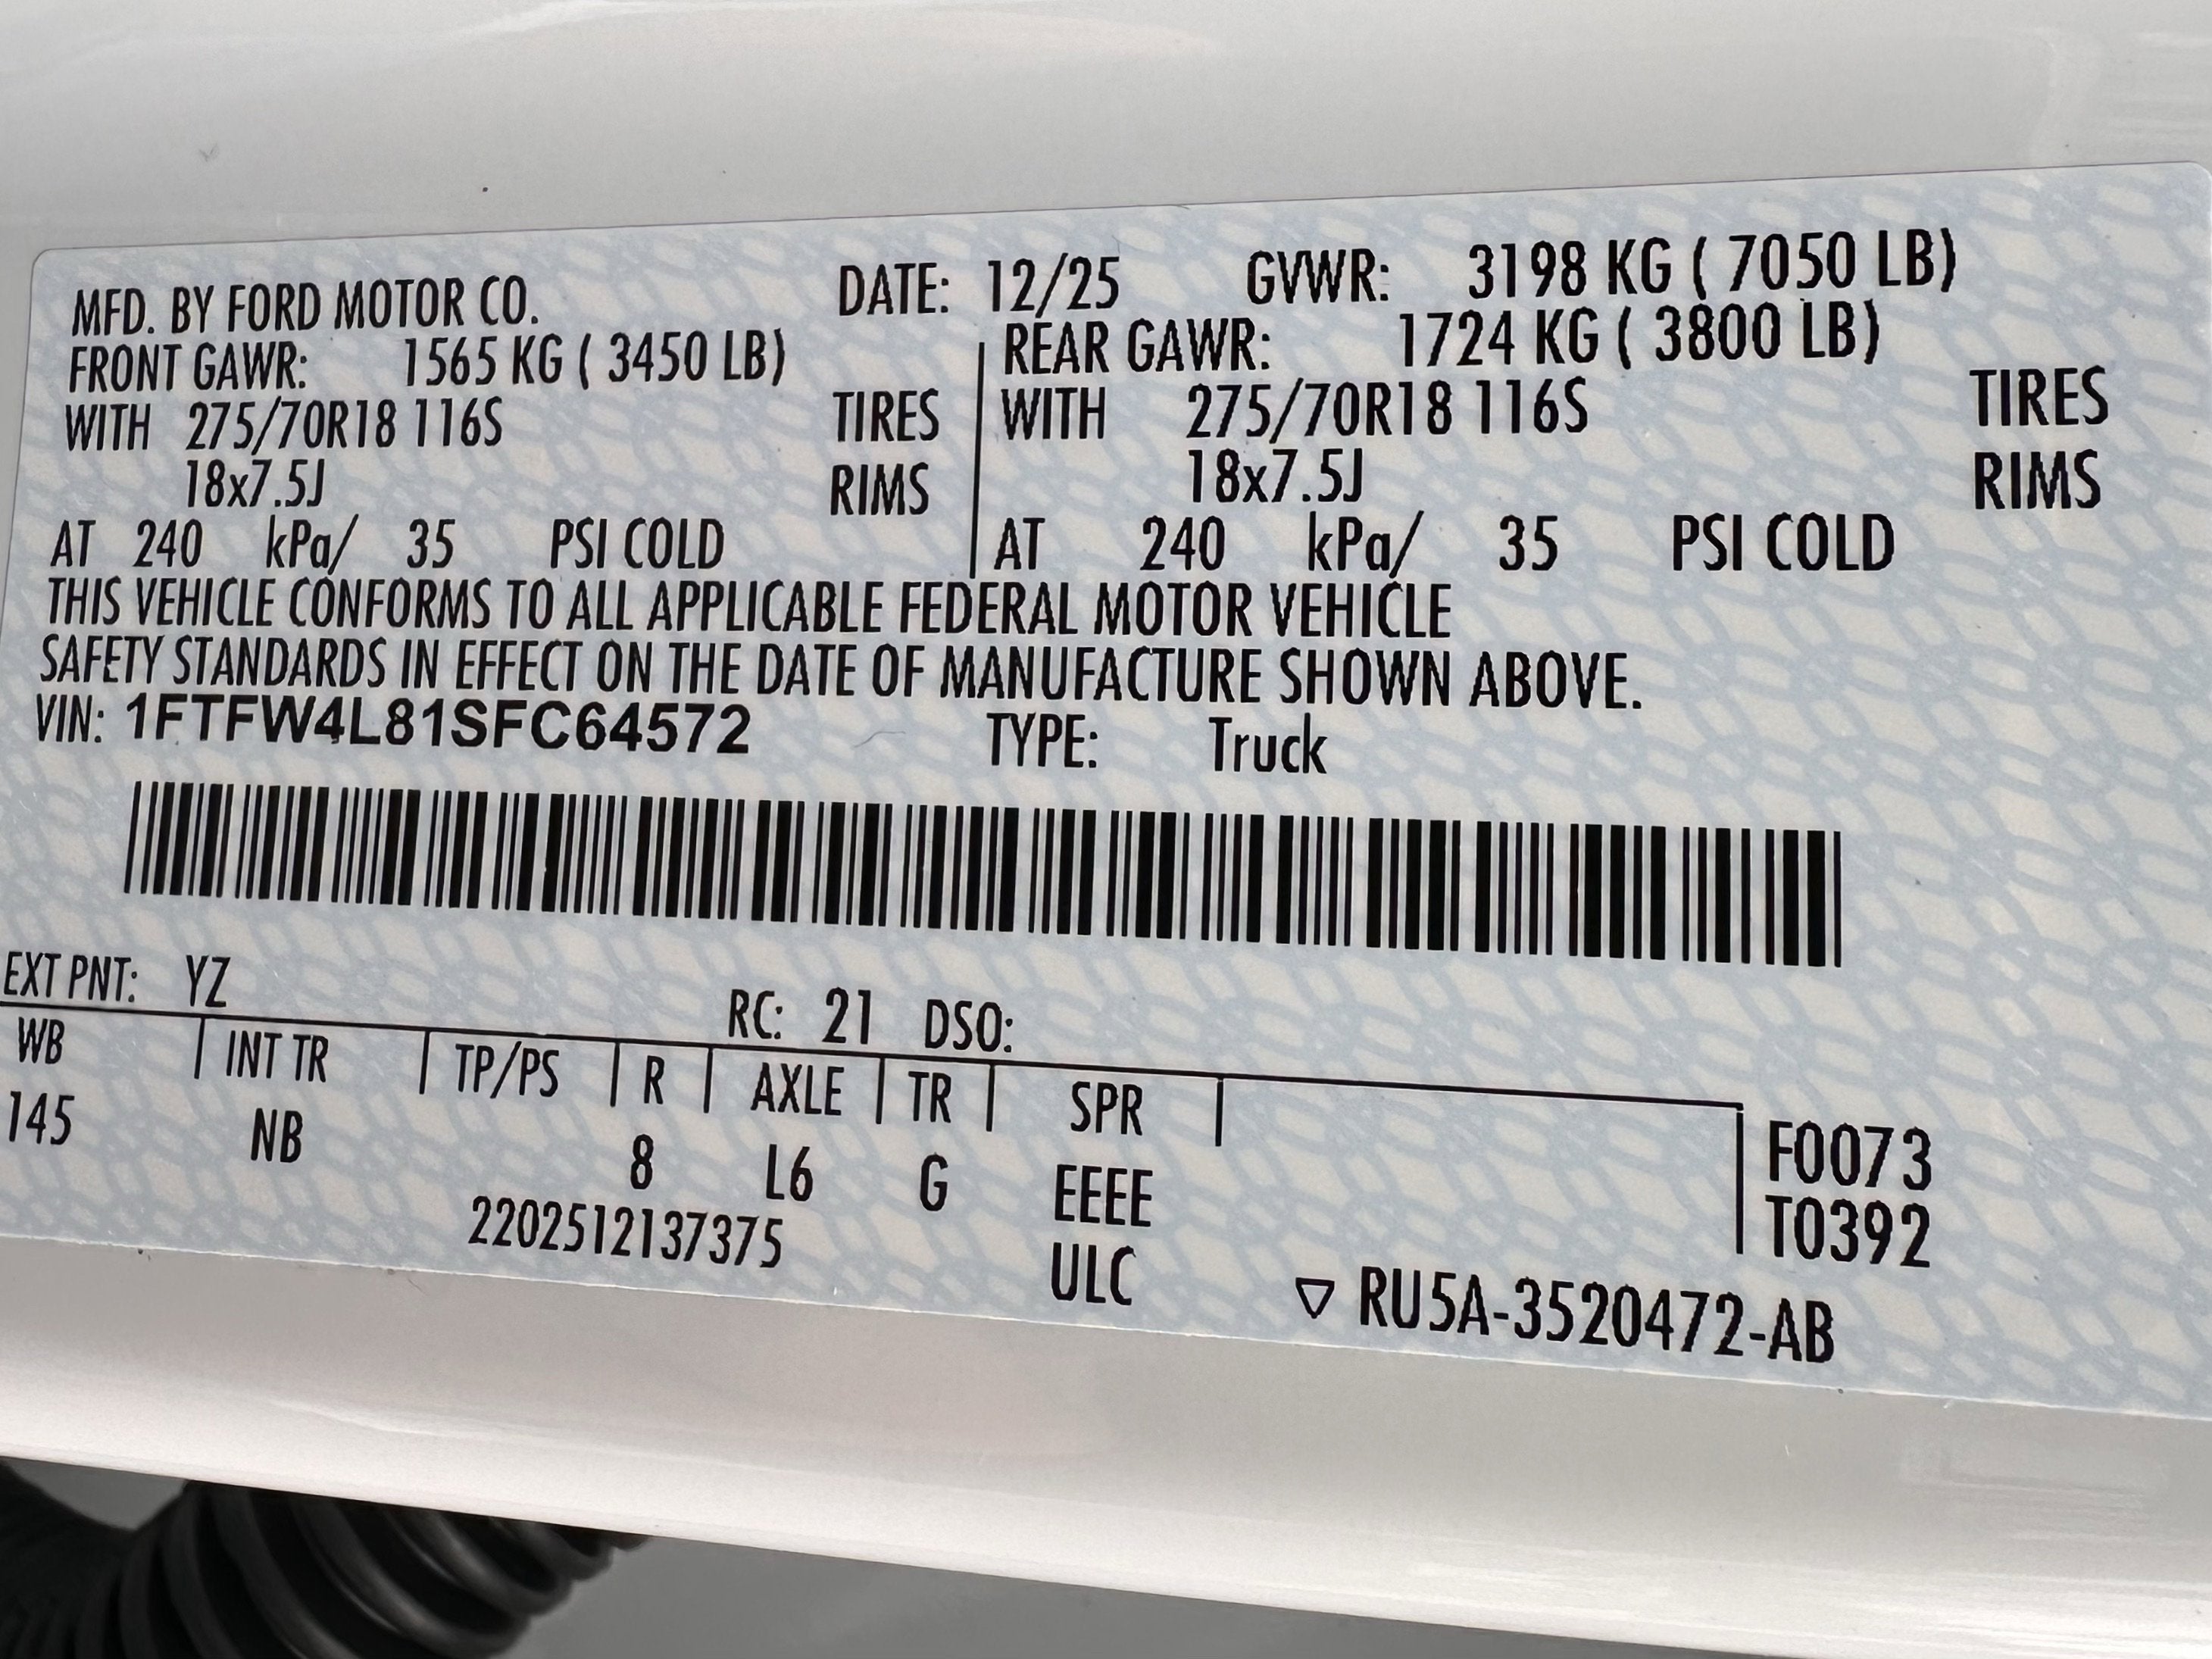 MFD. BY FORD MOTOR CO. DATE: 12/25 GVWR: 3198 KG ( 7050 LB)
FRONT GAWR: 1565 KG ( 3450 LB) REAR GAWR: 1724 KG ( 3800 LB)
WITH 275/70R18 116S TIRES WITH 275/70R18 116S TIRES
18x7.5J RIMS 18x7.5J RIMS
AT 240 kPa/ 35 PSI COLD AT 240 kPa/ 35 PSI COLD
THIS VEHICLE CONFORMS TO ALL APPLICABLE FEDERAL MOTOR VEHICLE
SAFETY STANDARDS IN EFFECT ON THE DATE OF MANUFACTURE SHOWN ABOVE.
VIN: 1FTFW4L81SFC64572 TYPE: Truck
EXT PNT: YZ RC: 21 DSO:
WB INT TR TP/PS R AXLE TR SPR
145 NB 8 L6 G EEEE F0073
2202512137375 ULC T0392
▽ RU5A-3520472-AB